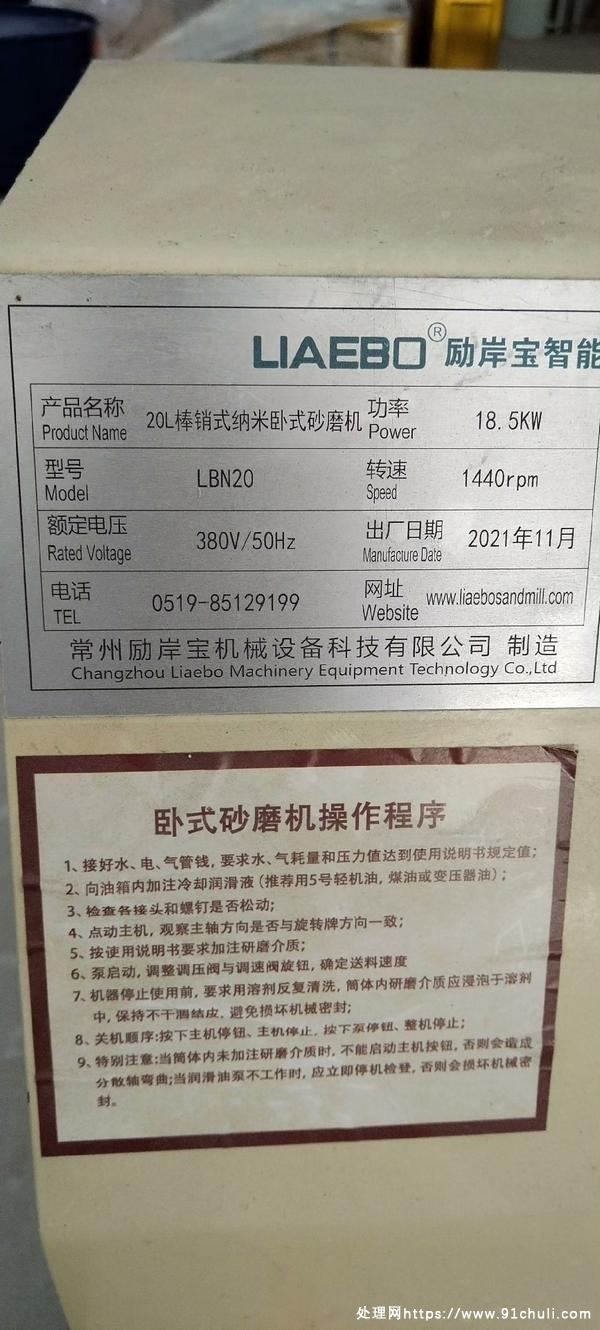 LIAEBO® 励岸宝智能
产品名称 Product Name 20L棒销式纳米卧式砂磨机 功率 Power 18.5KW
型号 Model LBN20 转速 Speed 1440rpm
额定电压 Rated Voltage 380V/50Hz 出厂日期 Manufacture Date 2021年11月
电话 TEL 0519-85129199 网址 Website www.liaebosandmill.com
常州励岸宝机械设备科技有限公司 制造
Changzhou Liaebo Machinery Equipment Technology Co.,Ltd
卧式砂磨机操作程序
1、接好水、电、气管钱，要求水、气耗量和压力值达到使用说明书规定值；
2、向油箱内加注冷却润滑液（推荐用5号轻机油，煤油或变压器油）；
3、检查各接头和螺钉是否松动；
4、点动主机，观察主轴方向是否与旋转牌方向一致；
5、按使用说明书要求加注研磨介质；
6、泵启动，调整调压阀与调速阀旋钮，确定送料速度
7、机器停止使用前，要求用溶剂反复清洗，筒体内研磨介质应浸泡于溶剂
中，保持不干涸结皮，避免损坏机械密封；
8、关机顺序：按下主机停钮、主机停止，按下泵停钮、整机停止；
9、特别注意：当筒体内未加注研磨介质时，不能启动主机按钮，否则会造成
分散轴弯曲；当润滑油泵不工作时，应立即停机检登，否则会损坏机械密
封。
处理网https://www.91chuli.com